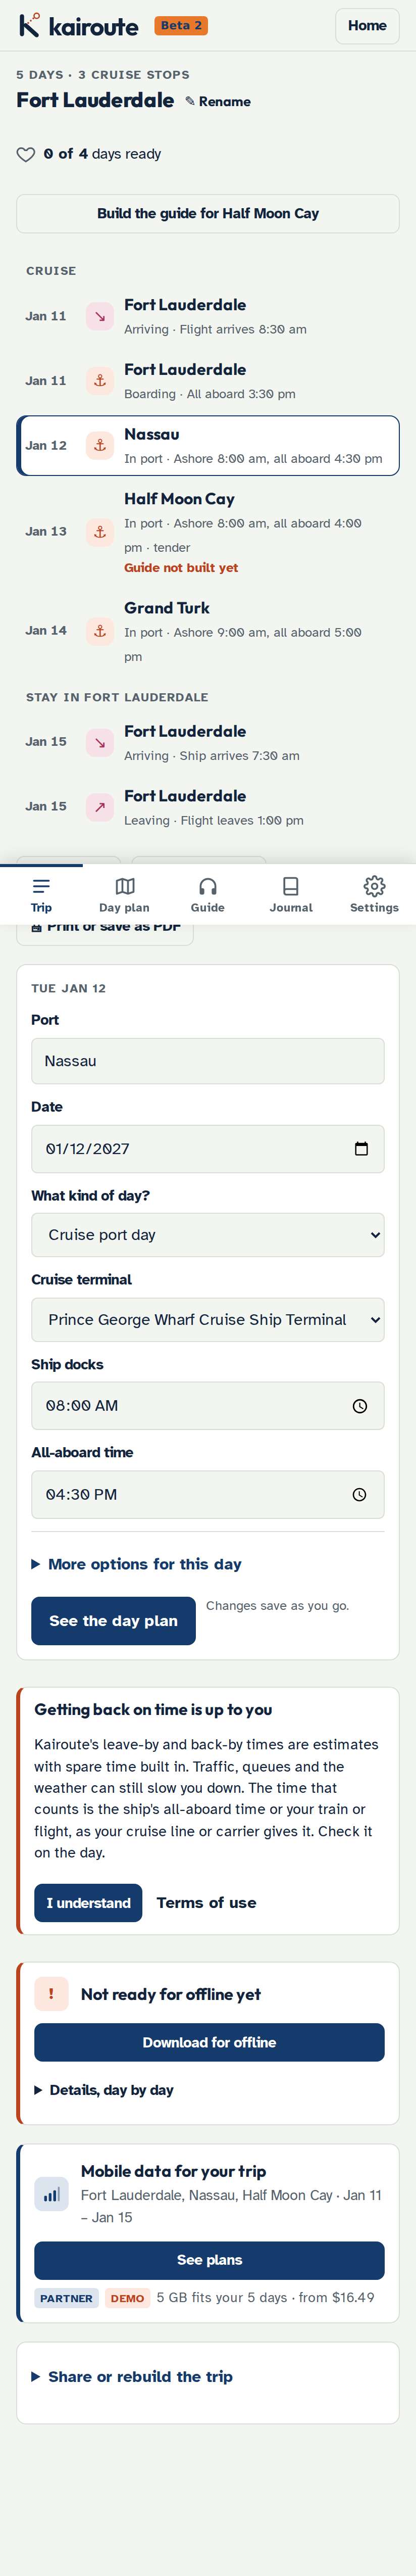 kairoute
Beta 2
Home
5 DAYS · 3 CRUISE STOPS
Fort Lauderdale ✎ Rename
0 of 4 days ready
Build the guide for Half Moon Cay
CRUISE
Jan 11
Fort Lauderdale
Arriving · Flight arrives 8:30 am
Jan 11
Fort Lauderdale
Boarding · All aboard 3:30 pm
Jan 12
Nassau
In port · Ashore 8:00 am, all aboard 4:30 pm
Jan 13
Half Moon Cay
In port · Ashore 8:00 am, all aboard 4:00
pm · tender
Guide not built yet
Jan 14
Grand Turk
In port · Ashore 9:00 am, all aboard 5:00
pm
STAY IN FORT LAUDERDALE
Jan 15
Fort Lauderdale
Arriving · Ship arrives 7:30 am
Jan 15
Fort Lauderdale
Leaving · Flight leaves 1:00 pm
Trip
Day plan
Guide
Journal
Settings
Print or save as PDF
TUE JAN 12
Port
Nassau
Date
01/12/2027
What kind of day?
Cruise port day
Cruise terminal
Prince George Wharf Cruise Ship Terminal
Ship docks
08:00 AM
All-aboard time
04:30 PM
More options for this day
See the day plan
Changes save as you go.
Getting back on time is up to you
Kairoute's leave-by and back-by times are estimates
with spare time built in. Traffic, queues and the
weather can still slow you down. The time that
counts is the ship's all-aboard time or your train or
flight, as your cruise line or carrier gives it. Check it
on the day.
I understand
Terms of use
Not ready for offline yet
Download for offline
Details, day by day
Mobile data for your trip
Fort Lauderdale, Nassau, Half Moon Cay · Jan 11
– Jan 15
See plans
PARTNER
DEMO
5 GB fits your 5 days · from $16.49
Share or rebuild the trip